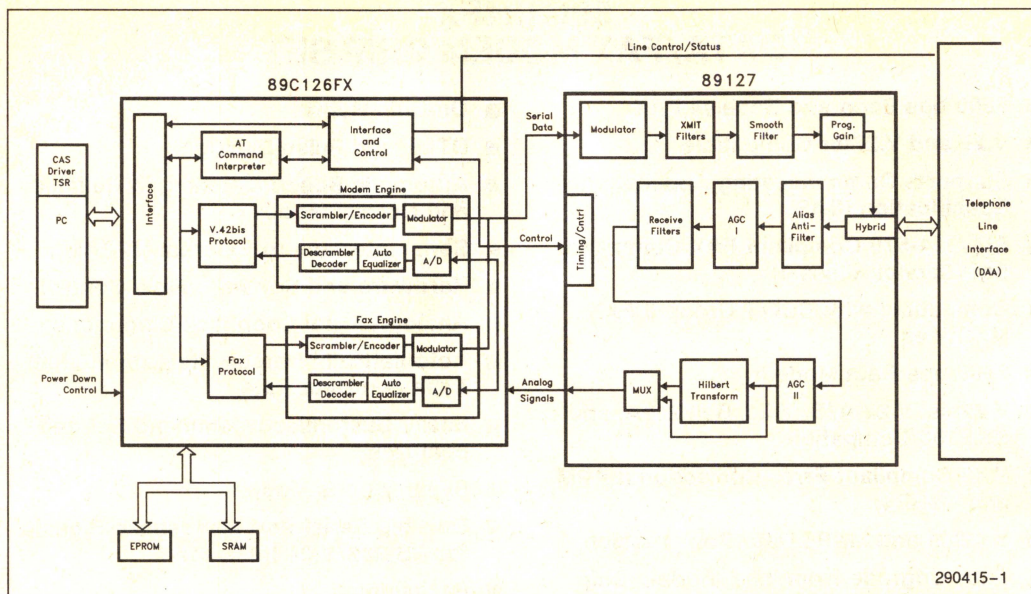 Line Control/Status
89C126FX
89127
CAS
Driver
TSR
PC
Power Down
Control
Interface
AT
Command
Interpreter
Interface
and
Control
V.42bis
Protocol
Modem Engine
Scrambler/Encoder
Modulator
Descrambler
Decoder
Auto
Equalizer
A/D
Fax
Protocol
Fax Engine
Scrambler/Encoder
Modulator
Descrambler
Decoder
Auto
Equalizer
A/D
EPROM
SRAM
Serial
Data
Control
Analog
Signals
Timing/Cntrl
Modulator
XMIT
Filters
Smooth
Filter
Prog.
Gain
Receive
Filters
AGC
I
Alias
Anti-
Filter
Hybrid
MUX
Hilbert
Transform
AGC
II
Telephone
Line
Interface
(DAA)
290415-1